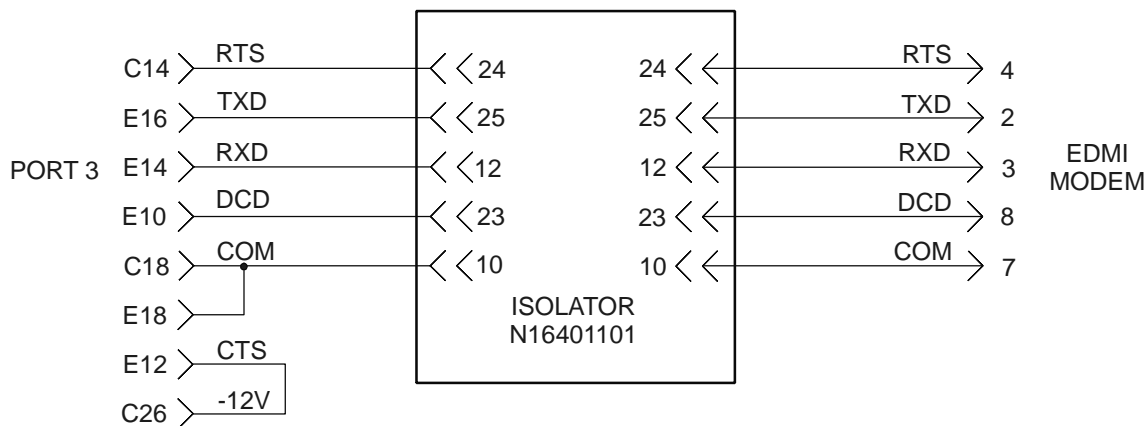 C14 RTS 24 24 RTS 4
E16 TXD 25 25 TXD 2
PORT 3 E14 RXD 12 12 RXD 3 EDMI
MODEM
E10 DCD 23 23 DCD 8
C18 COM 10 10 COM 7
E18 ISOLATOR
N16401101
E12 CTS
C26 -12V